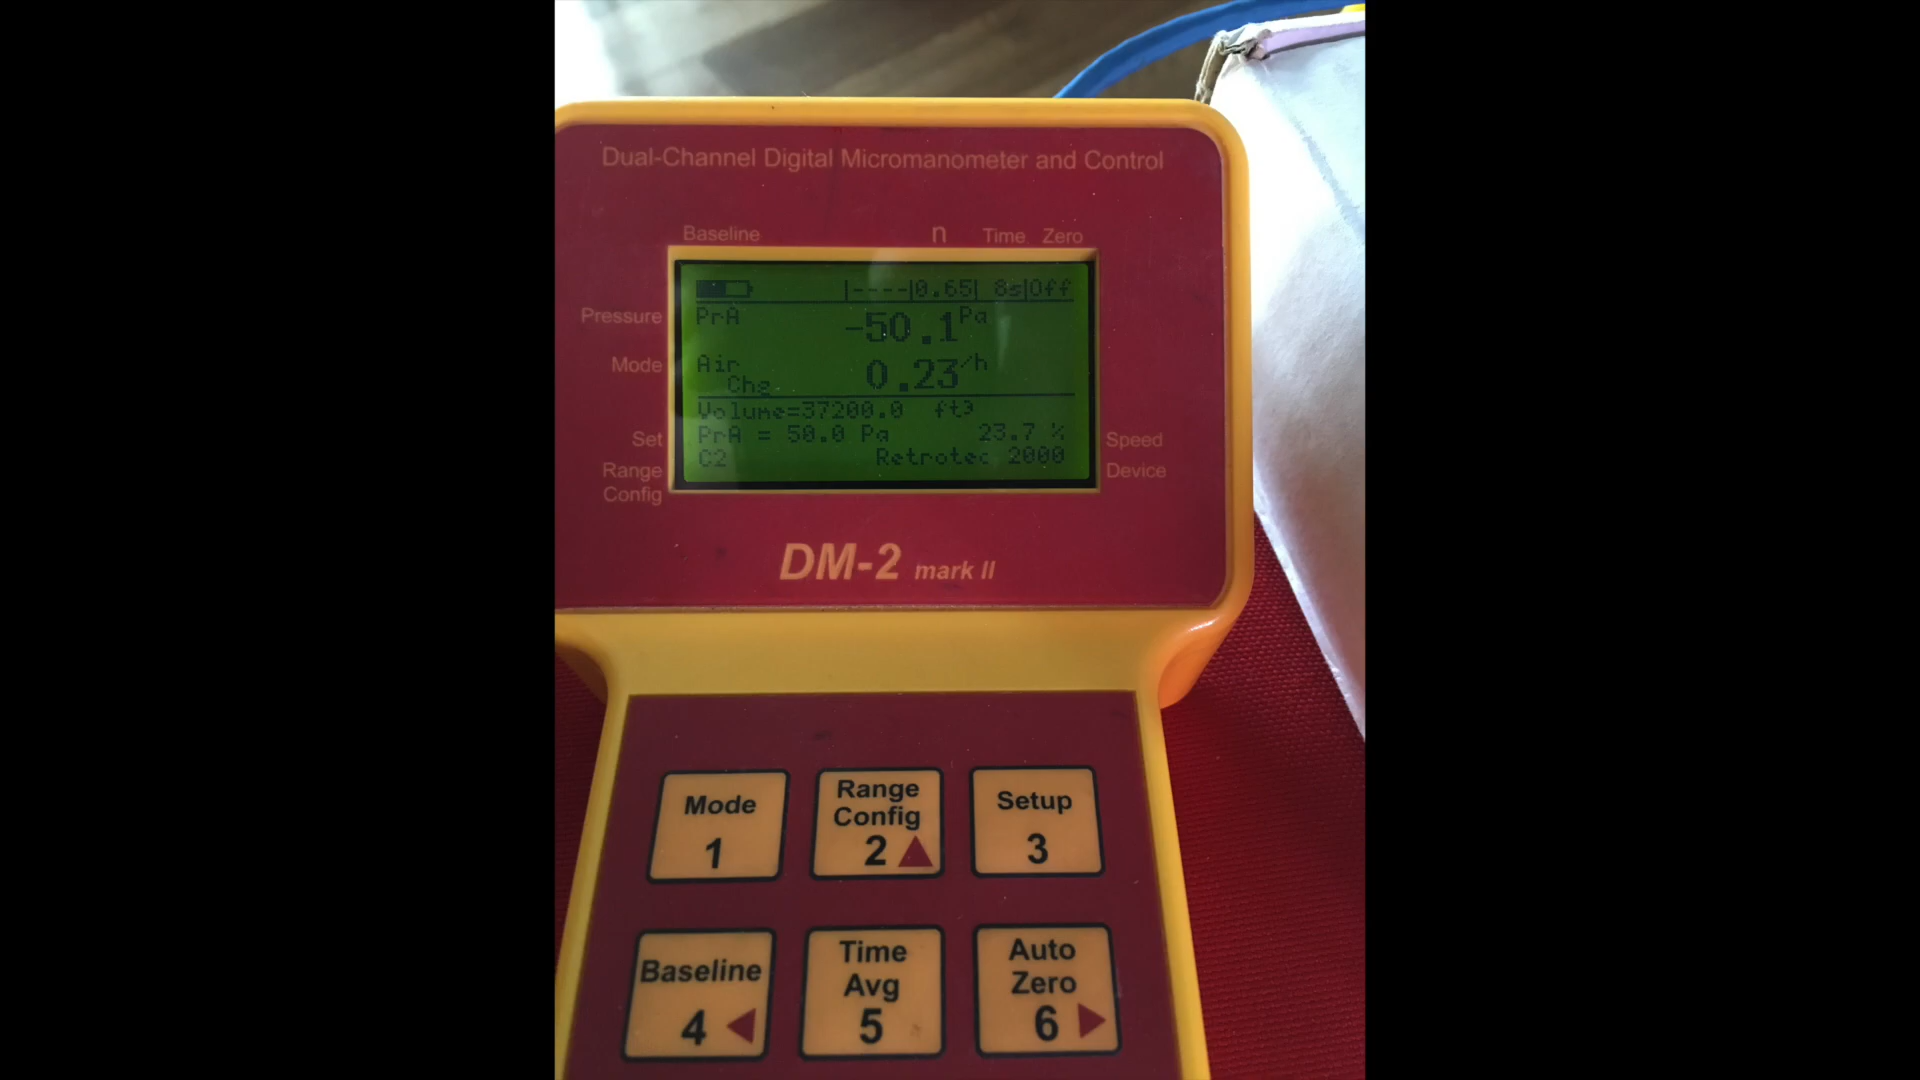 Dual-Channel Digital Micromanometer and Control
Baseline n Time Zero
|----|0.65| 8s|Off
Pressure PrA -50.1 Pa
Mode Air Chg 0.23 /h
Volume=37200.0 ft3
Set PrA = 50.0 Pa 23.7 % Speed
Range C2 Retrotec 2000 Device
Config
DM-2 mark II
Mode 1
Range Config 2
Setup 3
Baseline 4
Time Avg 5
Auto Zero 6